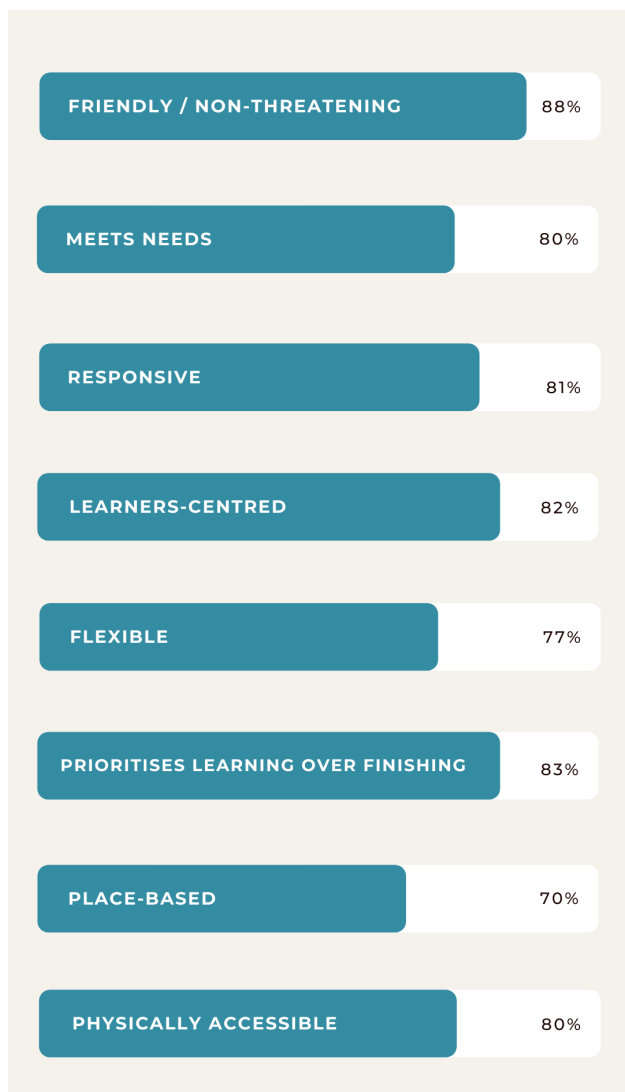 FRIENDLY / NON-THREATENING 88%
MEETS NEEDS 80%
RESPONSIVE 81%
LEARNERS-CENTRED 82%
FLEXIBLE 77%
PRIORITISES LEARNING OVER FINISHING 83%
PLACE-BASED 70%
PHYSICALLY ACCESSIBLE 80%